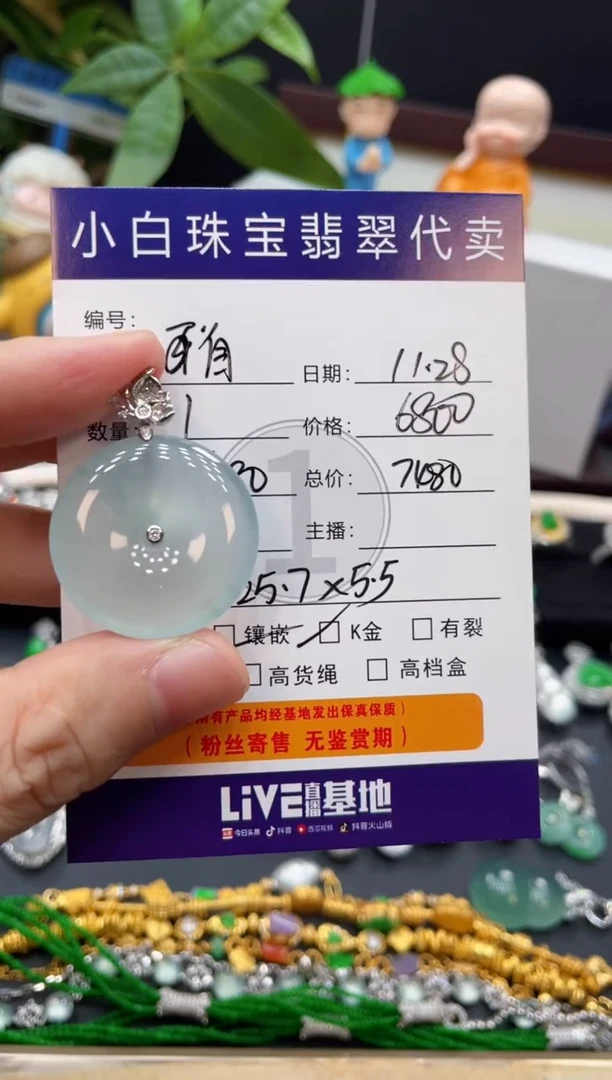 小白珠宝翡翠代卖
编号:
日期: 11.28
数量: 1
价格: 6800
30
总价: 7480
主播:
25.7×5.5
□镶嵌 □K金 □有裂
□高货绳 □高档盒
所有产品均经基地发出保真保质)
(粉丝寄售 无鉴赏期)
LiVE直播基地
今日头条 抖音 西瓜视频 抖音火山版
1